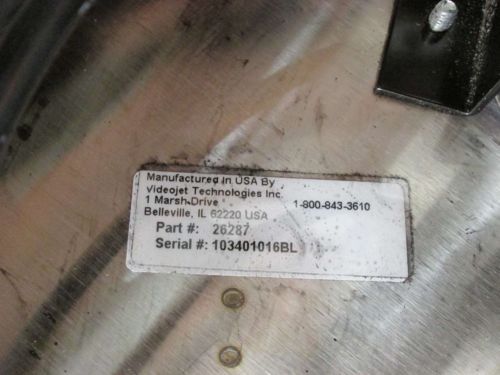 Manufactured In USA By
Videojet Technologies Inc
1 Marsh Drive 1-800-843-3610
Belleville, IL 62220 USA
Part #: 26287
Serial #: 103401016BL